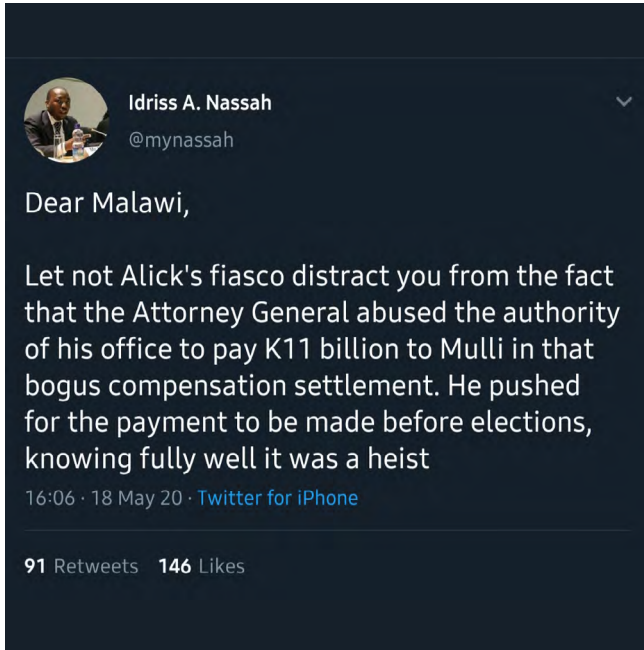 Idriss A. Nassah
@mynassah
Dear Malawi,
Let not Alick's fiasco distract you from the fact
that the Attorney General abused the authority
of his office to pay K11 billion to Mulli in that
bogus compensation settlement. He pushed
for the payment to be made before elections,
knowing fully well it was a heist
16:06 · 18 May 20 · Twitter for iPhone
91 Retweets 146 Likes